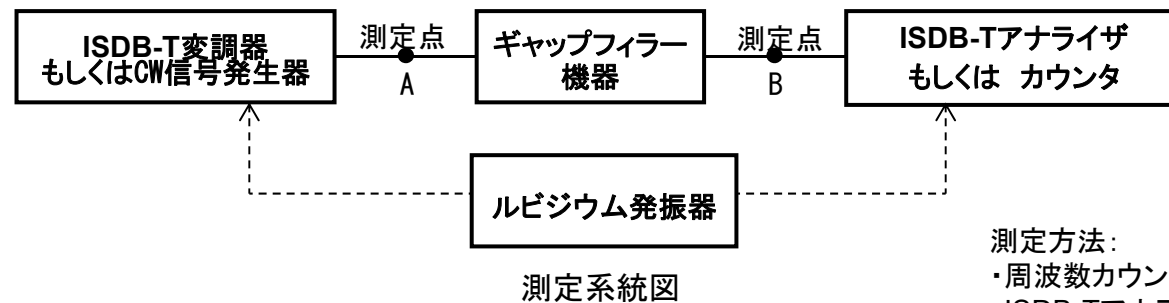 ISDB-T変調器
もしくはCW信号発生器
測定点
A
ギャップフィラー
機器
測定点
B
ISDB-Tアナライザ
もしくは カウンタ
ルビジウム発振器
測定系統図
測定方法:
・周波数カウン